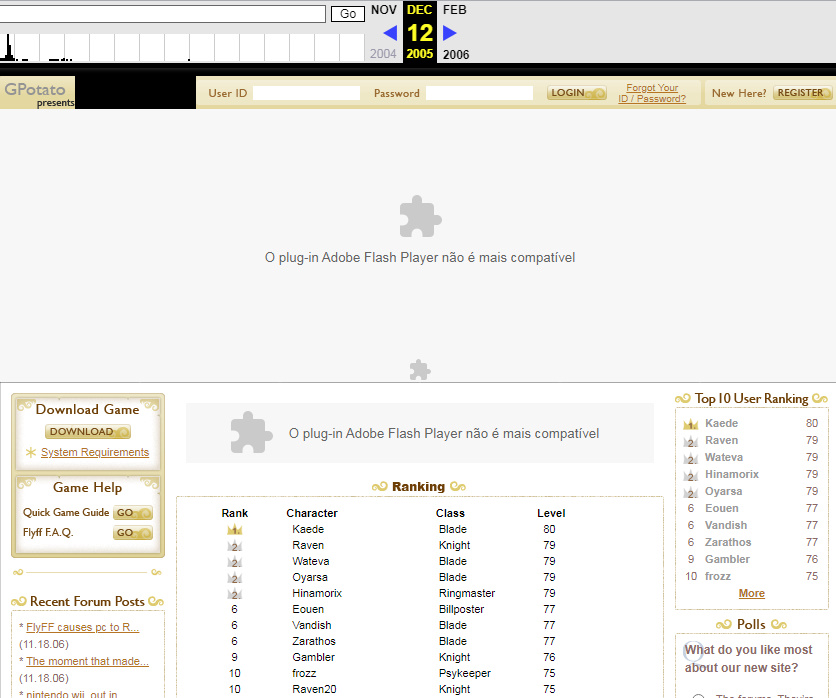 Go NOV DEC FEB
12
2004 2005 2006
GPotato
presents
User ID Password LOGIN Forgot Your ID / Password? New Here? REGISTER
O plug-in Adobe Flash Player não é mais compatível
Download Game
DOWNLOAD
System Requirements
Game Help
Quick Game Guide GO
Flyff F.A.Q. GO
Recent Forum Posts
* FlyFF causes pc to R...
(11.18.06)
* The moment that made...
(11.18.06)
* nintendo wii, out in
O plug-in Adobe Flash Player não é mais compatível
Ranking
Rank Character Class Level
1 Kaede Blade 80
2 Raven Knight 79
2 Wateva Blade 79
2 Oyarsa Blade 79
2 Hinamorix Ringmaster 79
6 Eouen Billposter 77
6 Vandish Blade 77
6 Zarathos Blade 77
9 Gambler Knight 76
10 frozz Psykeeper 75
10 Raven20 Knight 75
Top 10 User Ranking
1 Kaede 80
2 Raven 79
2 Wateva 79
2 Hinamorix 79
2 Oyarsa 79
6 Eouen 77
6 Vandish 77
6 Zarathos 77
9 Gambler 76
10 frozz 75
More
Polls
What do you like most
about our new site?
The forums. They're